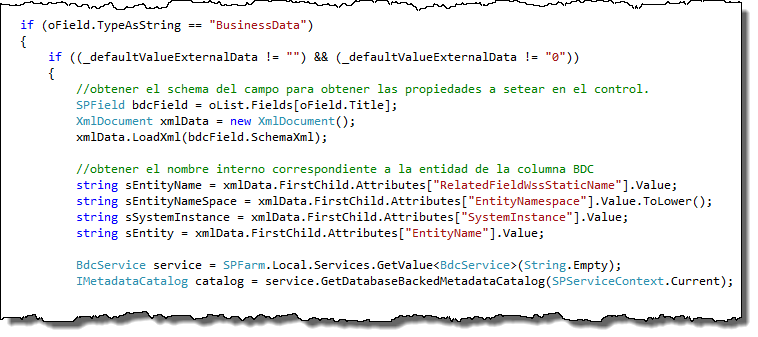 if (oField.TypeAsString == "BusinessData")
{
if ((_defaultValueExternalData != "") && (_defaultValueExternalData != "0"))
{
//obtener el schema del campo para obtener las propiedades a setear en el control.
SPField bdcField = oList.Fields[oField.Title];
XmlDocument xmlData = new XmlDocument();
xmlData.LoadXml(bdcField.SchemaXml);
//obtener el nombre interno correspondiente a la entidad de la columna BDC
string sEntityName = xmlData.FirstChild.Attributes["RelatedFieldWssStaticName"].Value;
string sEntityNameSpace = xmlData.FirstChild.Attributes["EntityNamespace"].Value.ToLower();
string sSystemInstance = xmlData.FirstChild.Attributes["SystemInstance"].Value;
string sEntity = xmlData.FirstChild.Attributes["EntityName"].Value;
BdcService service = SPFarm.Local.Services.GetValue<BdcService>(String.Empty);
IMetadataCatalog catalog = service.GetDatabaseBackedMetadataCatalog(SPServiceContext.Current);